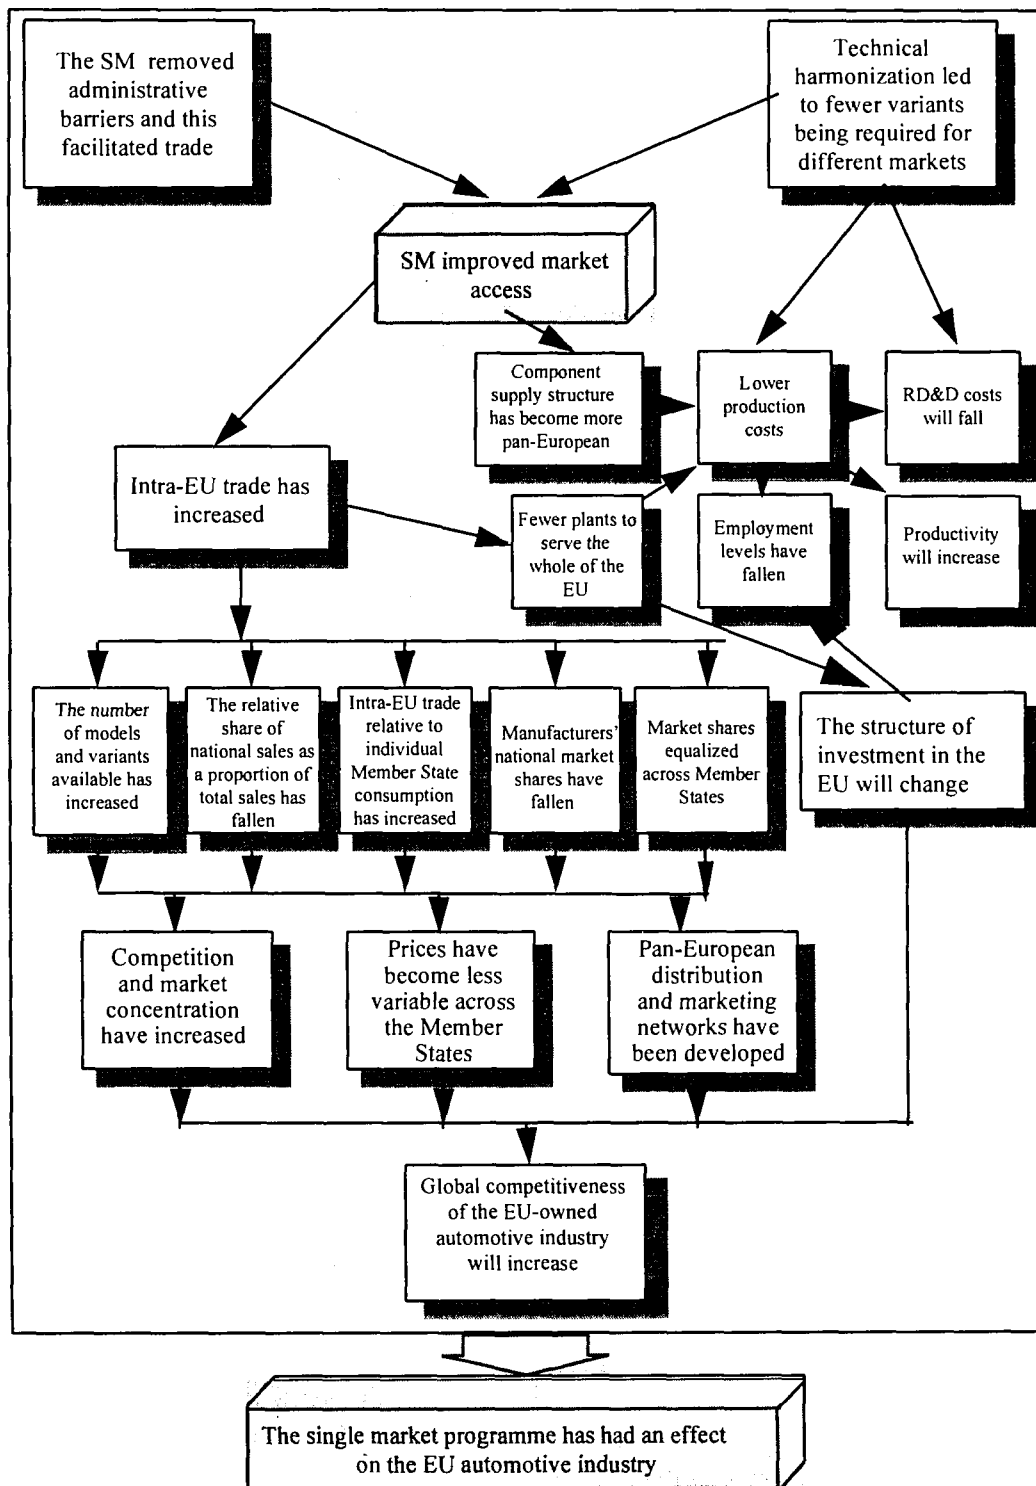 The SM removed
administrative
barriers and this
facilitated trade
Technical
harmonization led
to fewer variants
being required for
different markets
SM improved market
access
Component
supply structure
has become more
pan-European
Lower
production
costs
RD&D costs
will fall
Intra-EU trade has
increased
Fewer plants to
serve the
whole of the
EU
Employment
levels have
fallen
Productivity
will increase
The number
of models
and variants
available has
increased
The relative
share of
national sales as
a proportion of
total sales has
fallen
Intra-EU trade
relative to
individual
Member State
consumption
has increased
Manufacturers'
national market
shares have
fallen
Market shares
equalized
across Member
States
The structure of
investment in the
EU will change
Competition
and market
concentration
have increased
Prices have
become less
variable across
the Member
States
Pan-European
distribution
and marketing
networks have
been developed
Global competitiveness
of the EU-owned
automotive industry
will increase
The single market programme has had an effect
on the EU automotive industry